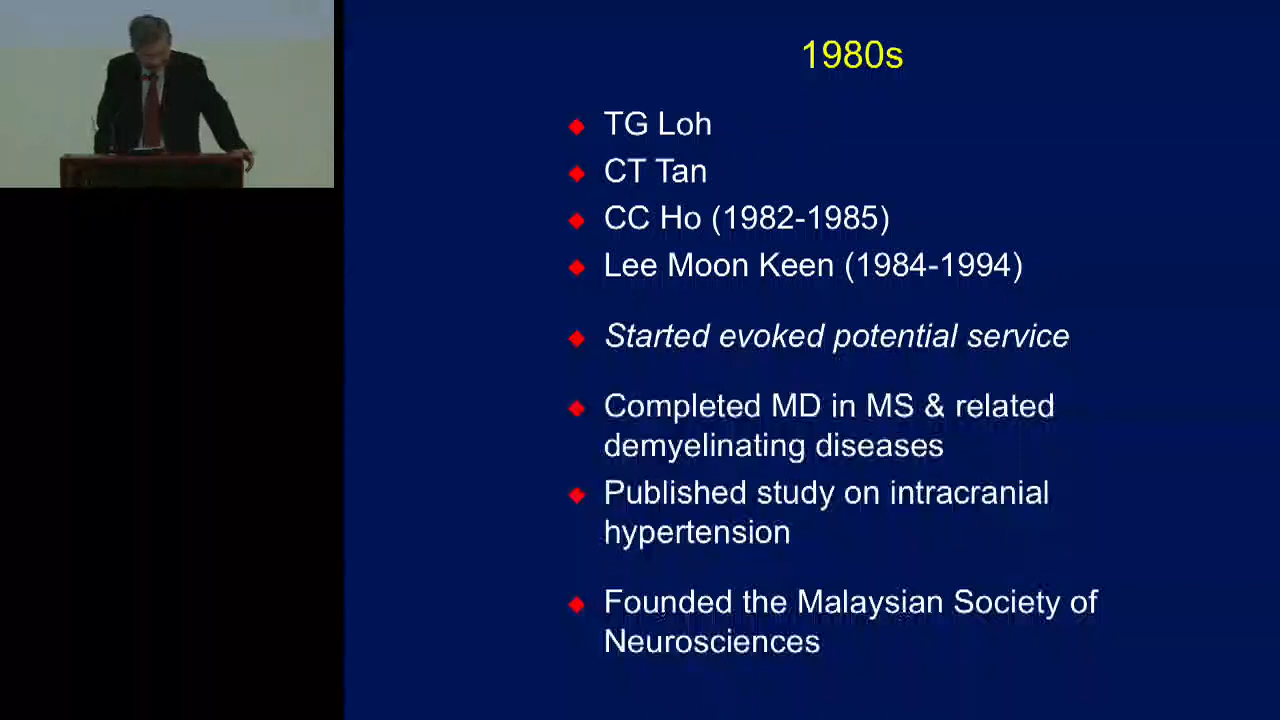 1980s
TG Loh
CT Tan
CC Ho (1982-1985)
Lee Moon Keen (1984-1994)
Started evoked potential service
Completed MD in MS & related
demyelinating diseases
Published study on intracranial
hypertension
Founded the Malaysian Society of
Neurosciences